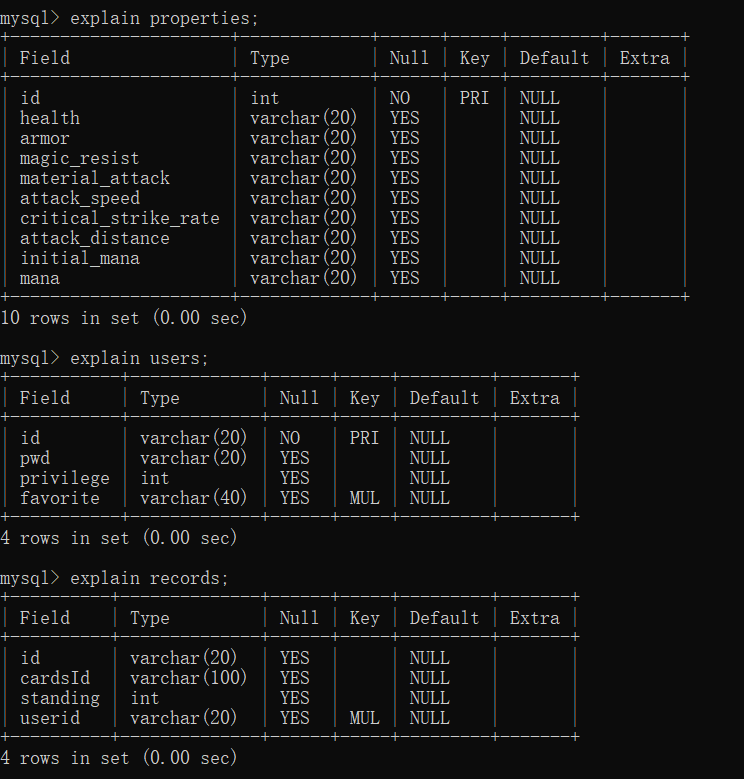 mysql> explain properties;
+----------------------+-------------+------+-----+---------+-------+
| Field                | Type        | Null | Key | Default | Extra |
+----------------------+-------------+------+-----+---------+-------+
| id                   | int         | NO   | PRI | NULL    |       |
| health               | varchar(20) | YES  |     | NULL    |       |
| armor                | varchar(20) | YES  |     | NULL    |       |
| magic_resist         | varchar(20) | YES  |     | NULL    |       |
| material_attack      | varchar(20) | YES  |     | NULL    |       |
| attack_speed         | varchar(20) | YES  |     | NULL    |       |
| critical_strike_rate | varchar(20) | YES  |     | NULL    |       |
| attack_distance      | varchar(20) | YES  |     | NULL    |       |
| initial_mana         | varchar(20) | YES  |     | NULL    |       |
| mana                 | varchar(20) | YES  |     | NULL    |       |
+----------------------+-------------+------+-----+---------+-------+
10 rows in set (0.00 sec)

mysql> explain users;
+-----------+-------------+------+-----+---------+-------+
| Field     | Type        | Null | Key | Default | Extra |
+-----------+-------------+------+-----+---------+-------+
| id        | varchar(20) | NO   | PRI | NULL    |       |
| pwd       | varchar(20) | YES  |     | NULL    |       |
| privilege | int         | YES  |     | NULL    |       |
| favorite  | varchar(40) | YES  | MUL | NULL    |       |
+-----------+-------------+------+-----+---------+-------+
4 rows in set (0.00 sec)

mysql> explain records;
+----------+--------------+------+-----+---------+-------+
| Field    | Type         | Null | Key | Default | Extra |
+----------+--------------+------+-----+---------+-------+
| id       | varchar(20)  | YES  |     | NULL    |       |
| cardsId  | varchar(100) | YES  |     | NULL    |       |
| standing | int          | YES  |     | NULL    |       |
| userid   | varchar(20)  | YES  | MUL | NULL    |       |
+----------+--------------+------+-----+---------+-------+
4 rows in set (0.00 sec)